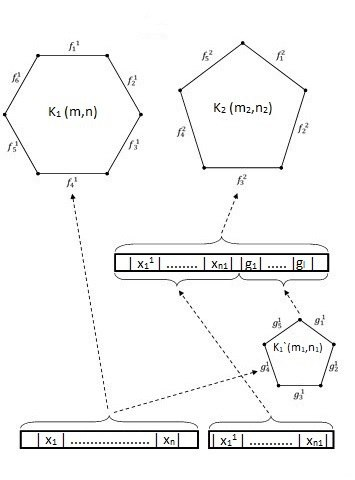 f₁¹
f₆¹ f₂¹
K₁ (m,n)
f₅¹ f₃¹
f₄¹
f₅² f₁²
K₂ (m₂,n₂)
f₄² f₂²
f₃²
| x₁¹ | ........ | xₙ₁ | | g₁ | ..... | gₗ |
g₅¹ g₁¹
K₁`(m₁,n₁)
g₄¹ g₂¹
g₃¹
| x₁ | ...................... | xₙ |
| x₁¹ | ........... | xₙ₁ |